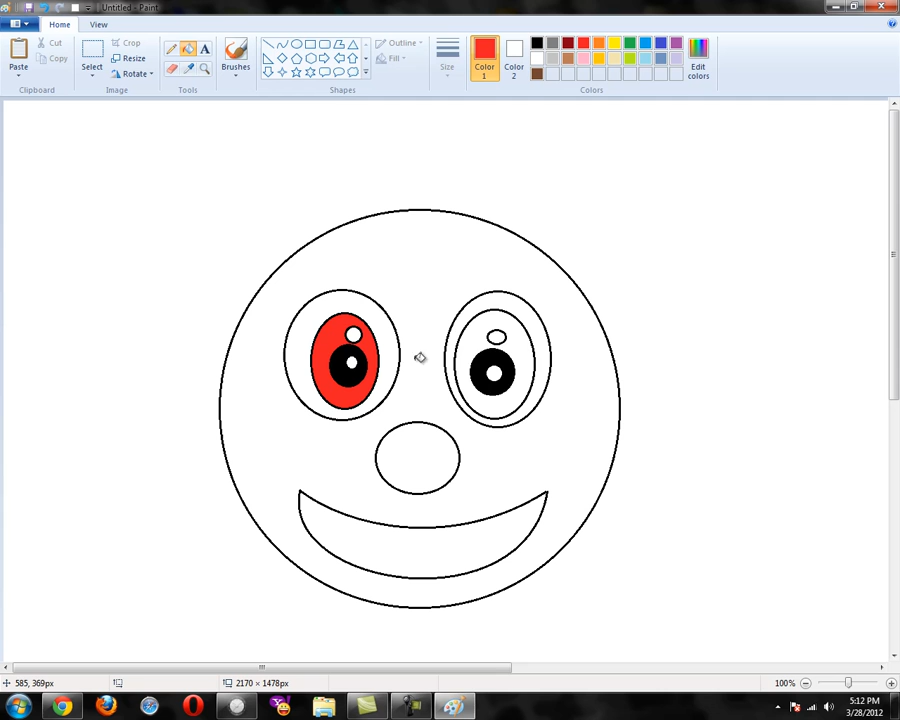 Untitled - Paint
Home
View
Paste
Cut
Copy
Clipboard
Select
Crop
Resize
Rotate
Image
A
Tools
Brushes
Outline
Fill
Shapes
Size
Color 1
Color 2
Edit colors
Colors
585, 369px
2170 × 1478px
100%
5:12 PM
3/28/2012